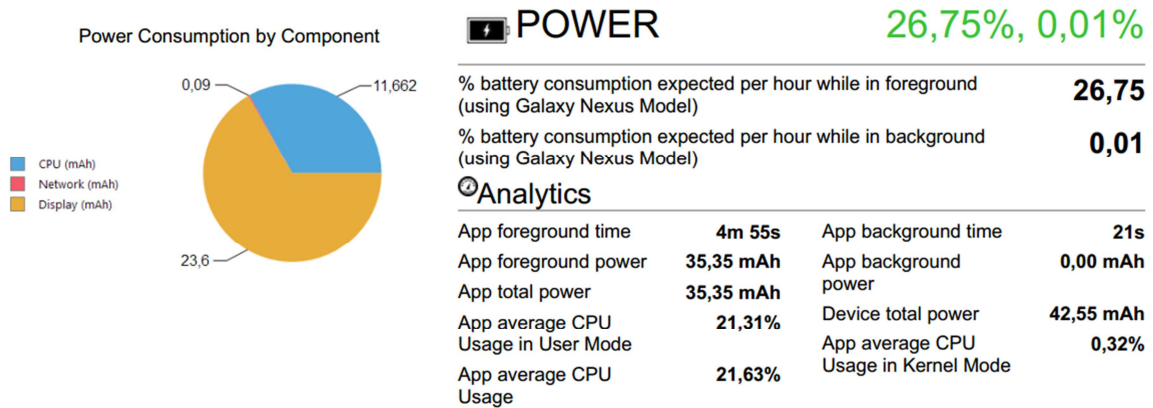 Power Consumption by Component
0,09
11,662
CPU (mAh)
Network (mAh)
Display (mAh)
23,6
POWER 26,75%, 0,01%
% battery consumption expected per hour while in foreground
(using Galaxy Nexus Model)
26,75
% battery consumption expected per hour while in background
(using Galaxy Nexus Model)
0,01
Analytics
App foreground time 4m 55s
App foreground power 35,35 mAh
App total power 35,35 mAh
App average CPU 21,31%
Usage in User Mode
App average CPU 21,63%
Usage
App background time 21s
App background 0,00 mAh
power
Device total power 42,55 mAh
App average CPU 0,32%
Usage in Kernel Mode